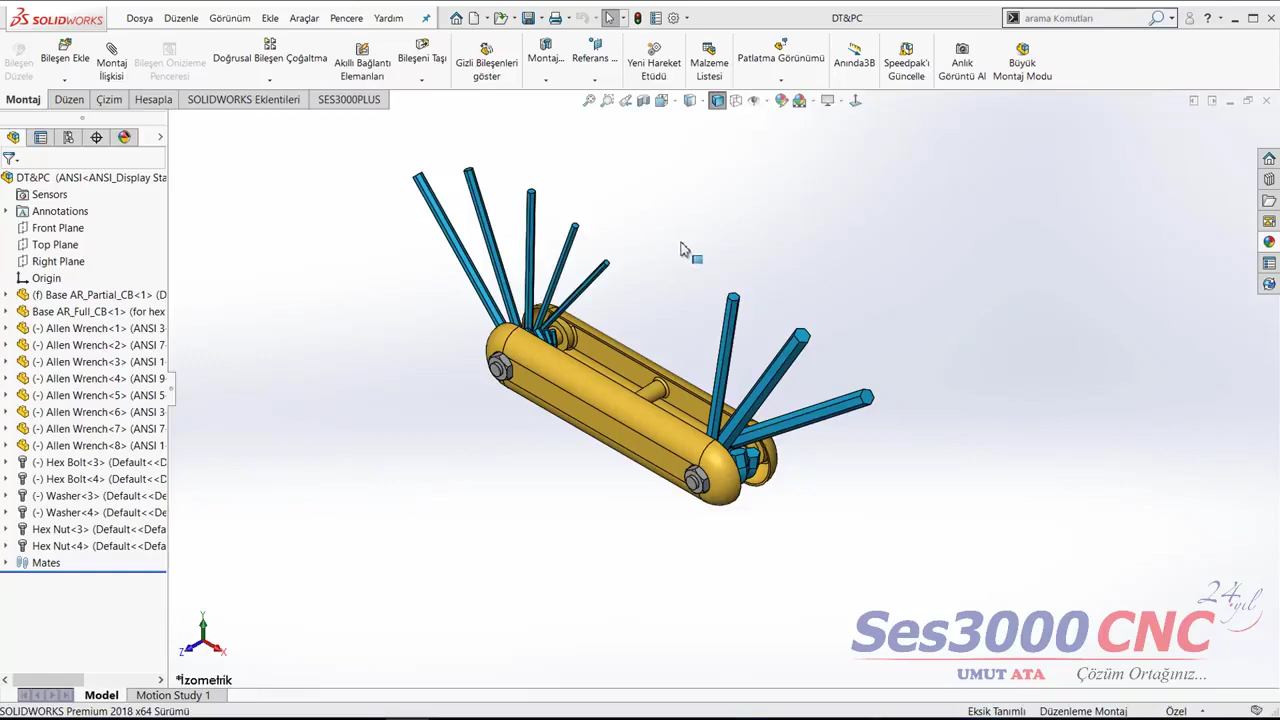 SOLIDWORKS
Dosya Düzenle Görünüm Ekle Araçlar Pencere Yardım
DT&PC
arama Komutları
Bileşen Düzenle
Bileşen Ekle
Montaj İlişkisi
Bileşen Önizleme Penceresi
Doğrusal Bileşen Çoğaltma
Akıllı Bağlantı Elemanları
Bileşeni Taşı
Gizli Bileşenleri göster
Montaj...
Referans ...
Yeni Hareket Etüdü
Malzeme Listesi
Patlatma Görünümü
Anında3B
Speedpak'ı Güncelle
Anlık Görüntü Al
Büyük Montaj Modu
Montaj Düzen Çizim Hesapla SOLIDWORKS Eklentileri SES3000PLUS
DT&PC (ANSI<ANSI_Display Sta
Sensors
Annotations
Front Plane
Top Plane
Right Plane
Origin
(f) Base AR_Partial_CB<1> (D
Base AR_Full_CB<1> (for hex
(-) Allen Wrench<1> (ANSI 3-
(-) Allen Wrench<2> (ANSI 7-
(-) Allen Wrench<3> (ANSI 1-
(-) Allen Wrench<4> (ANSI 9-
(-) Allen Wrench<5> (ANSI 5-
(-) Allen Wrench<6> (ANSI 3-
(-) Allen Wrench<7> (ANSI 7-
(-) Allen Wrench<8> (ANSI 1-
(-) Hex Bolt<3> (Default<<D
(-) Hex Bolt<4> (Default<<D
(-) Washer<3> (Default<<De
(-) Washer<4> (Default<<De
Hex Nut<3> (Default<<Defa
Hex Nut<4> (Default<<Defa
Mates
Y
Z
X
*İzometrik
24.yıl
Ses3000 CNC
UMUT ATA Çözüm Ortağınız...
Model Motion Study 1
SOLIDWORKS Premium 2018 x64 Sürümü
Eksik Tanımlı Düzenleme Montaj Özel